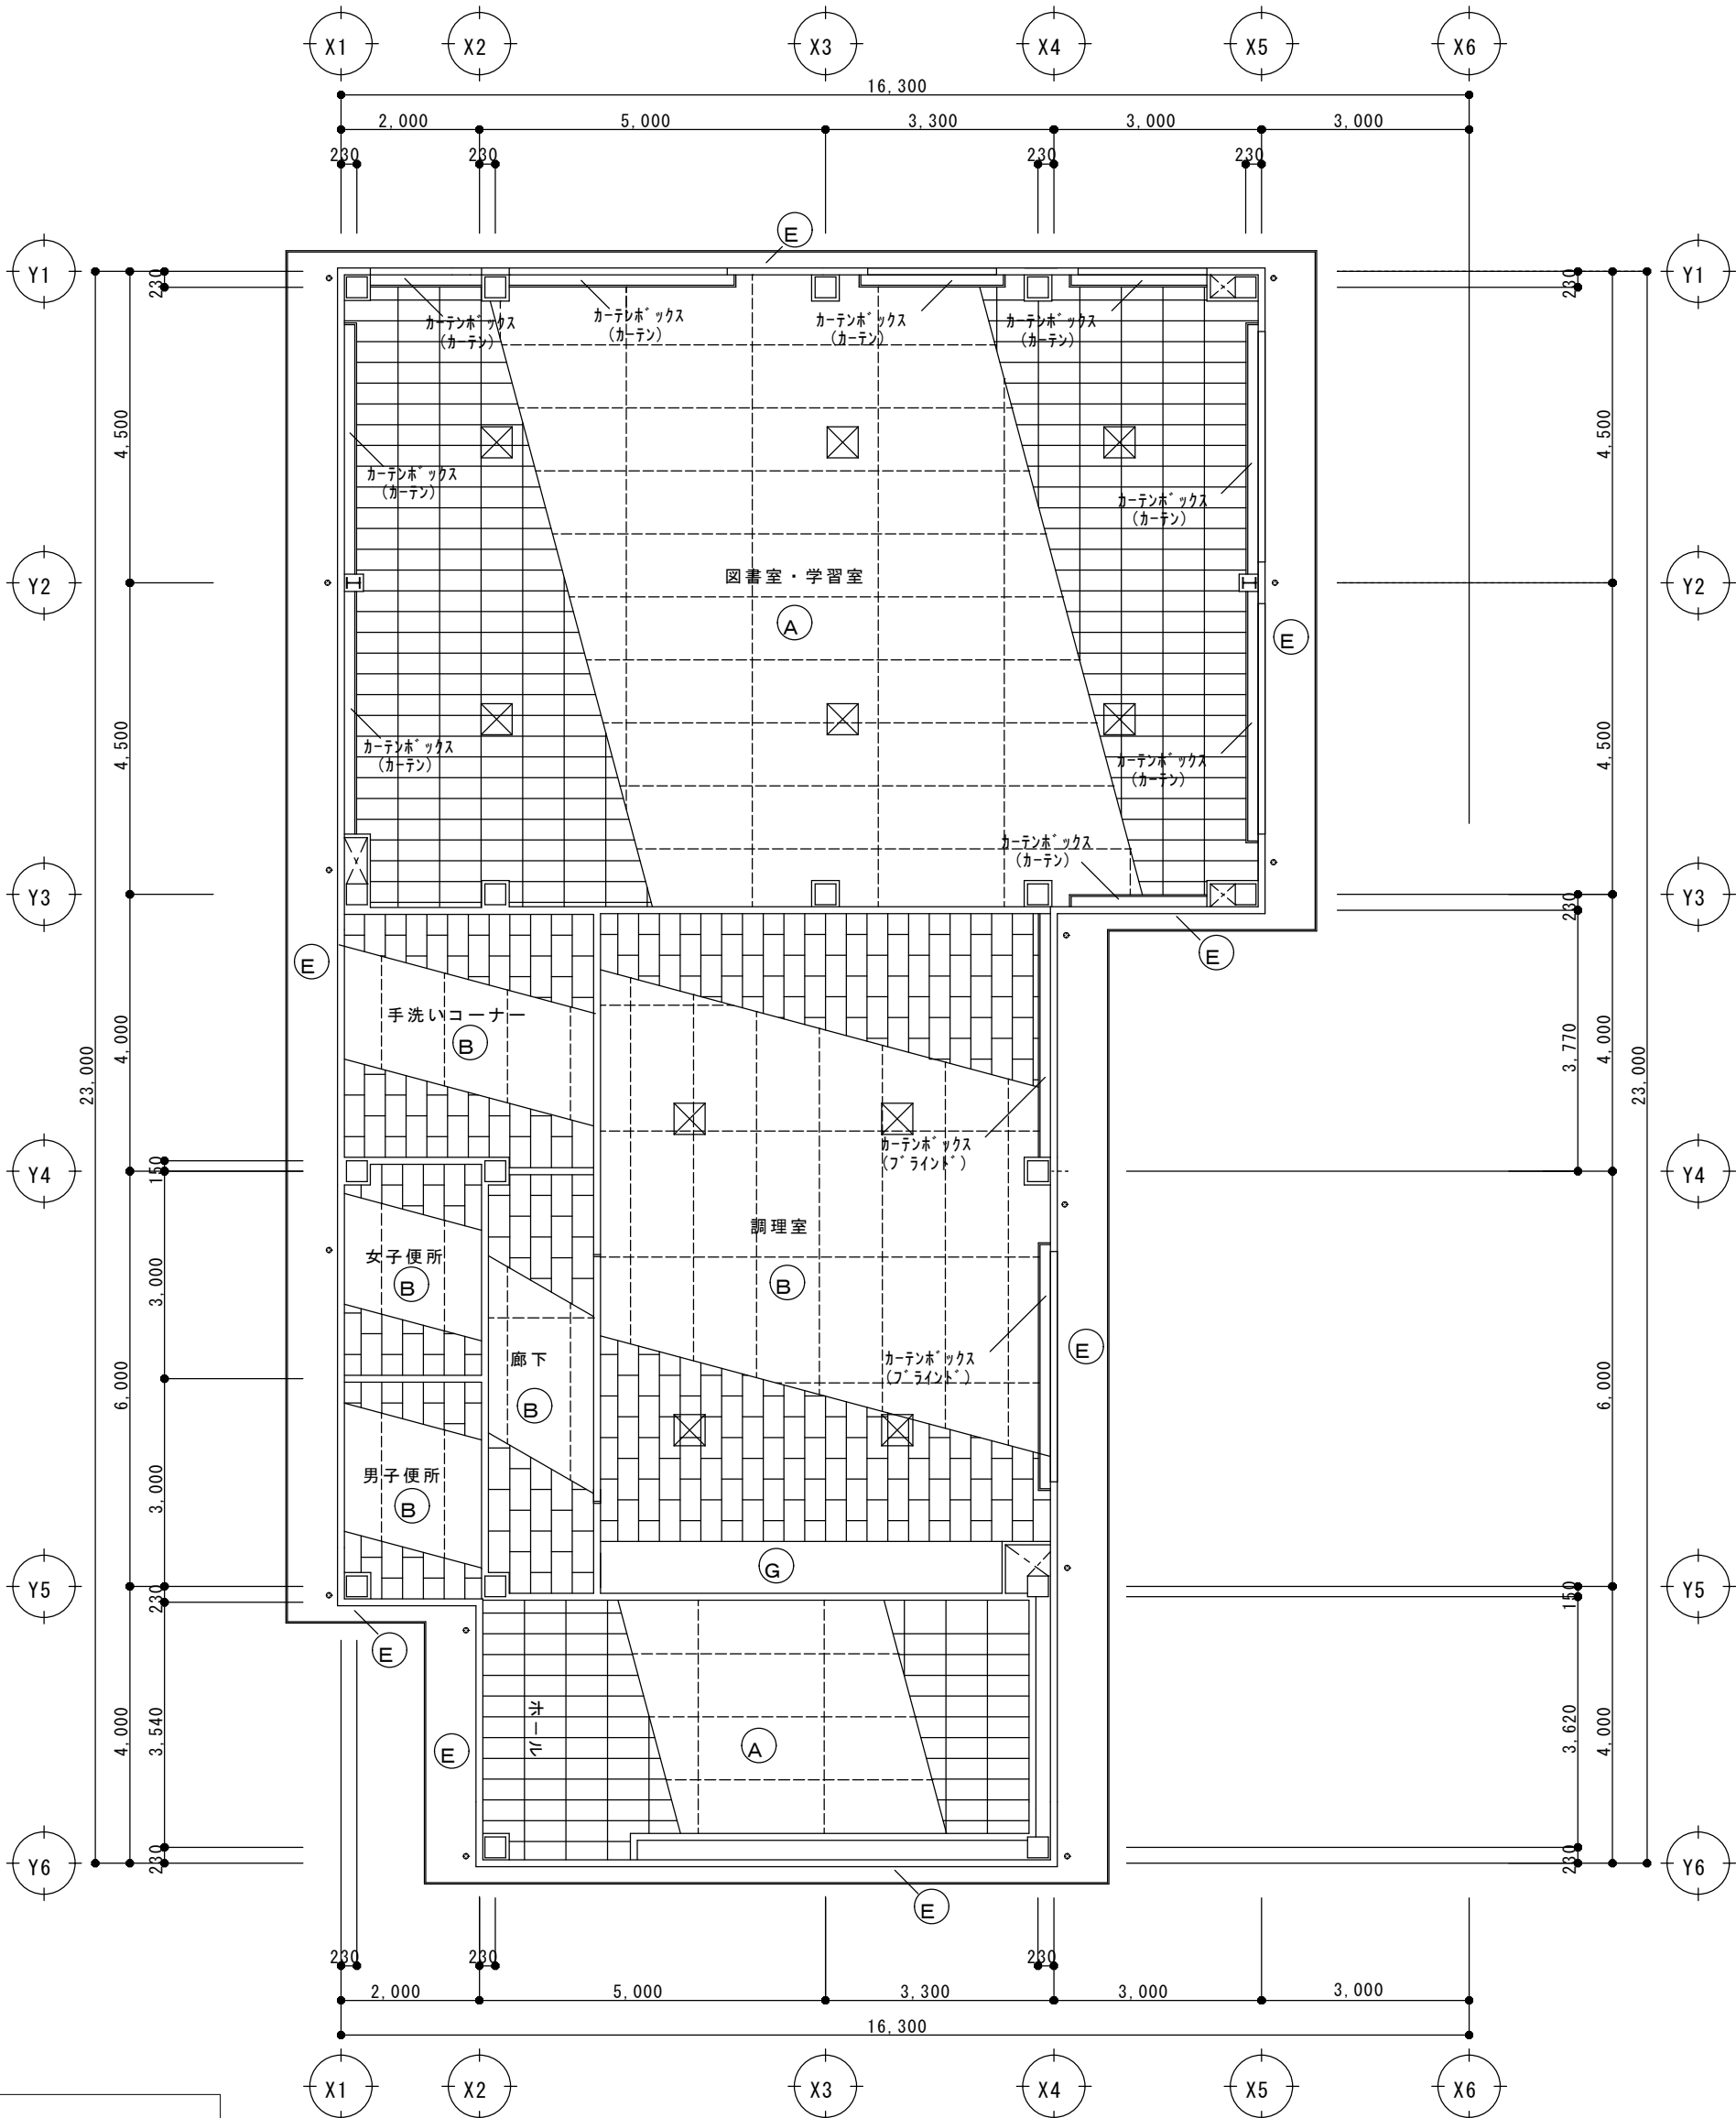 X1 X2 X3 X4 X5 X6
16,300
2,000 5,000 3,300 3,000 3,000
230 230 230 230
E
Y1 230 230 Y1
カーテンボックス カーテンボックス カーテンボックス カーテンボックス
(カーテン) (カーテン) (カーテン) (カーテン)
4,500 4,500
カーテンボックス
(カーテン)
カーテンボックス
(カーテン)
Y2 図書室・学習室 Y2
A E
4,500 4,500
カーテンボックス
(カーテン)
カーテンボックス
(カーテン)
カーテンボックス
(カーテン)
Y3 230 Y3
E E
手洗いコーナー
B
23,000 4,000 3,770 4,000 23,000
カーテンボックス
(ブラインド)
Y4 150 Y4
調理室
女子便所
B B
3,000
E
カーテンボックス
(ブラインド)
廊下
B
6,000 6,000
男子便所
B
3,000
G
Y5 230 150 Y5
E
ホール
4,000 3,540 E A 3,620 4,000
Y6 230 230 Y6
E
230 230 230
2,000 5,000 3,300 3,000 3,000
16,300
X1 X2 X3 X4 X5 X6